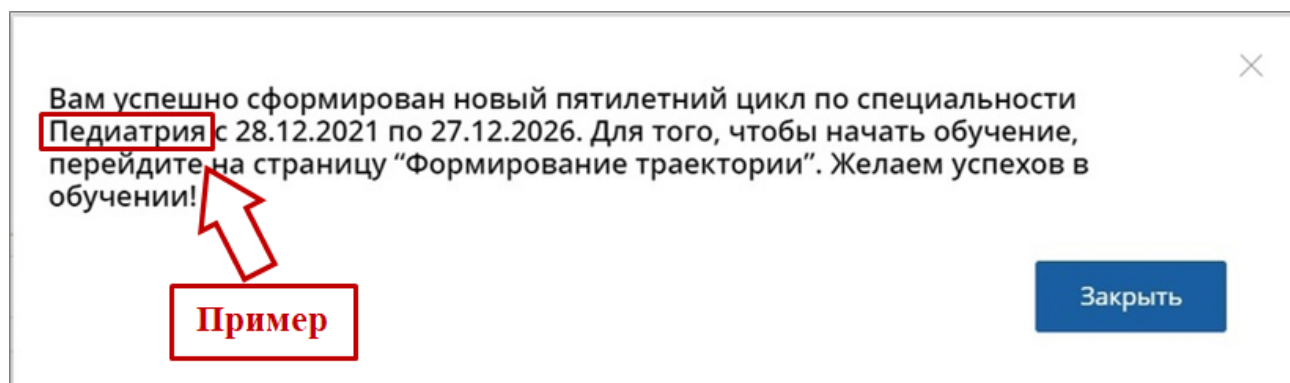 Вам успешно сформирован новый пятилетний цикл по специальности
Педиатрия с 28.12.2021 по 27.12.2026. Для того, чтобы начать обучение,
перейдите на страницу “Формирование траектории”. Желаем успехов в
обучении!
Пример
Закрыть